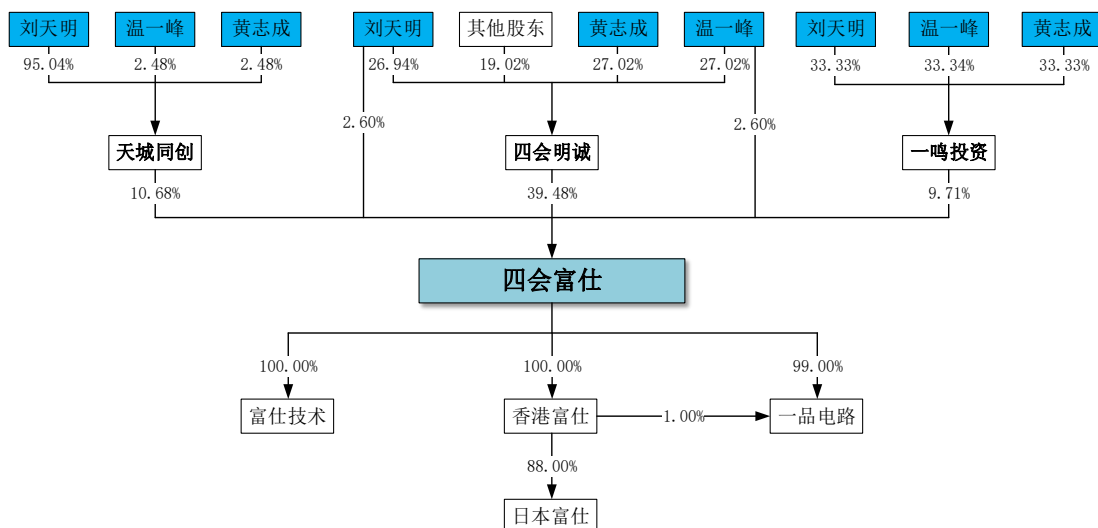 刘天明
温一峰
黄志成
刘天明
其他股东
黄志成
温一峰
刘天明
温一峰
黄志成
95.04%
2.48%
2.48%
26.94%
19.02%
27.02%
27.02%
33.33%
33.34%
33.33%
2.60%
2.60%
天城同创
四会明诚
一鸣投资
10.68%
39.48%
9.71%
四会富仕
100.00%
100.00%
99.00%
富仕技术
香港富仕
1.00%
一品电路
88.00%
日本富仕